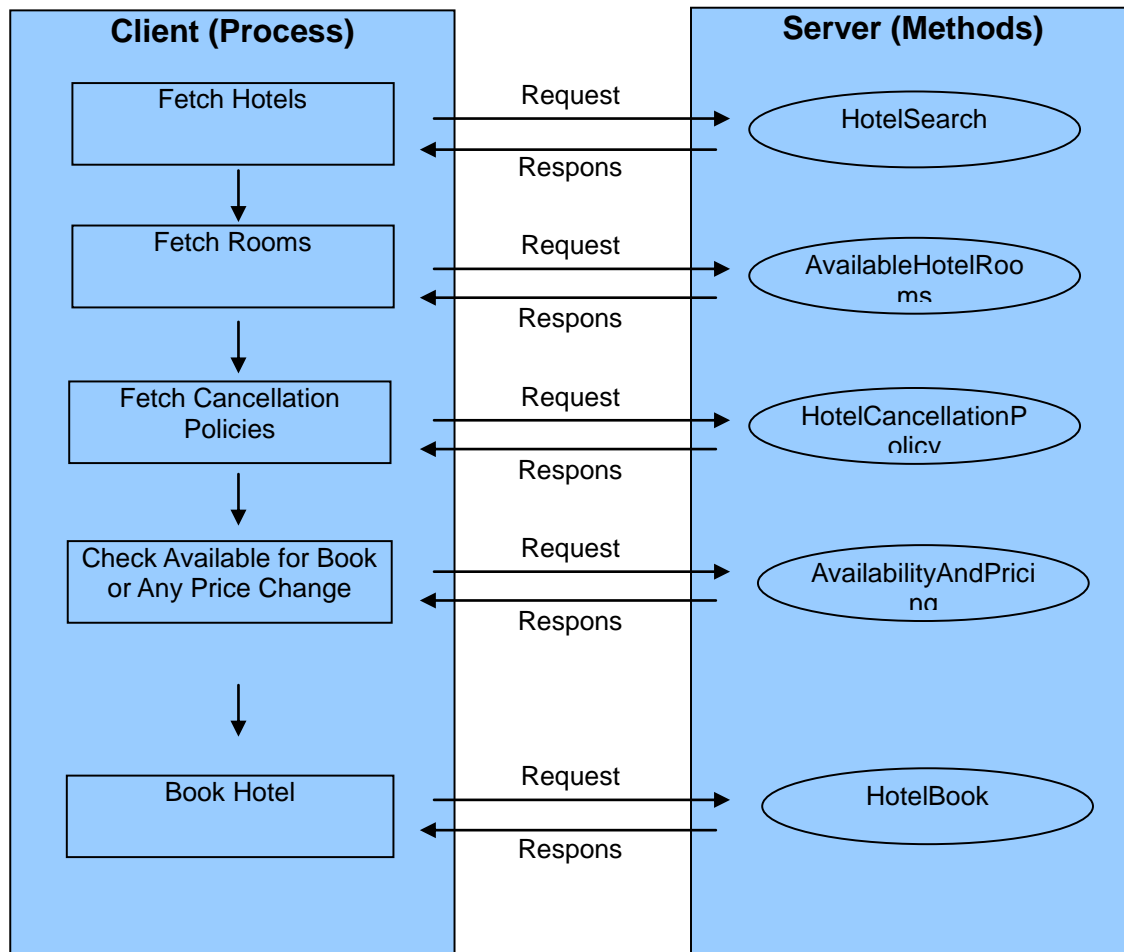 Client (Process)
Server (Methods)
Fetch Hotels
Request
HotelSearch
Respons
Fetch Rooms
Request
AvailableHotelRoo
ms
Respons
Fetch Cancellation
Policies
Request
HotelCancellationP
olicy
Respons
Check Available for Book
or Any Price Change
Request
AvailabilityAndPrici
ng
Respons
Book Hotel
Request
HotelBook
Respons